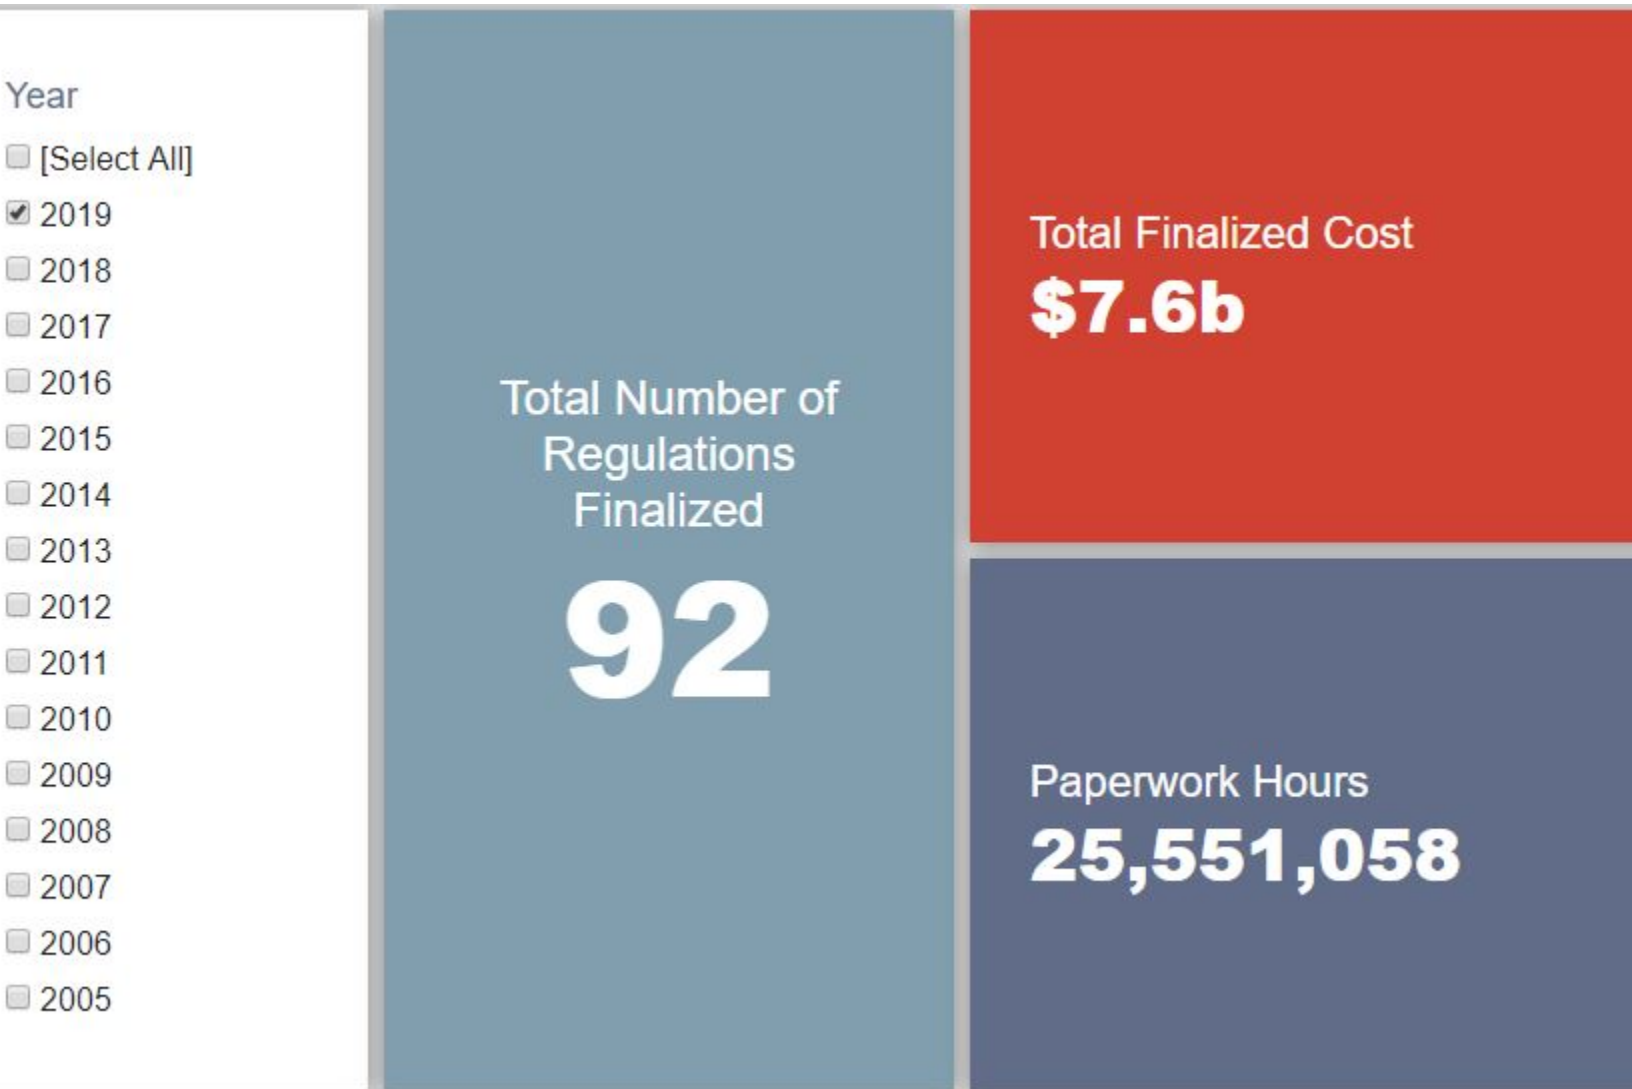 Year
[Select All]
2019
2018
2017
2016
2015
2014
2013
2012
2011
2010
2009
2008
2007
2006
2005
Total Number of
Regulations
Finalized
92
Total Finalized Cost
$7.6b
Paperwork Hours
25,551,058